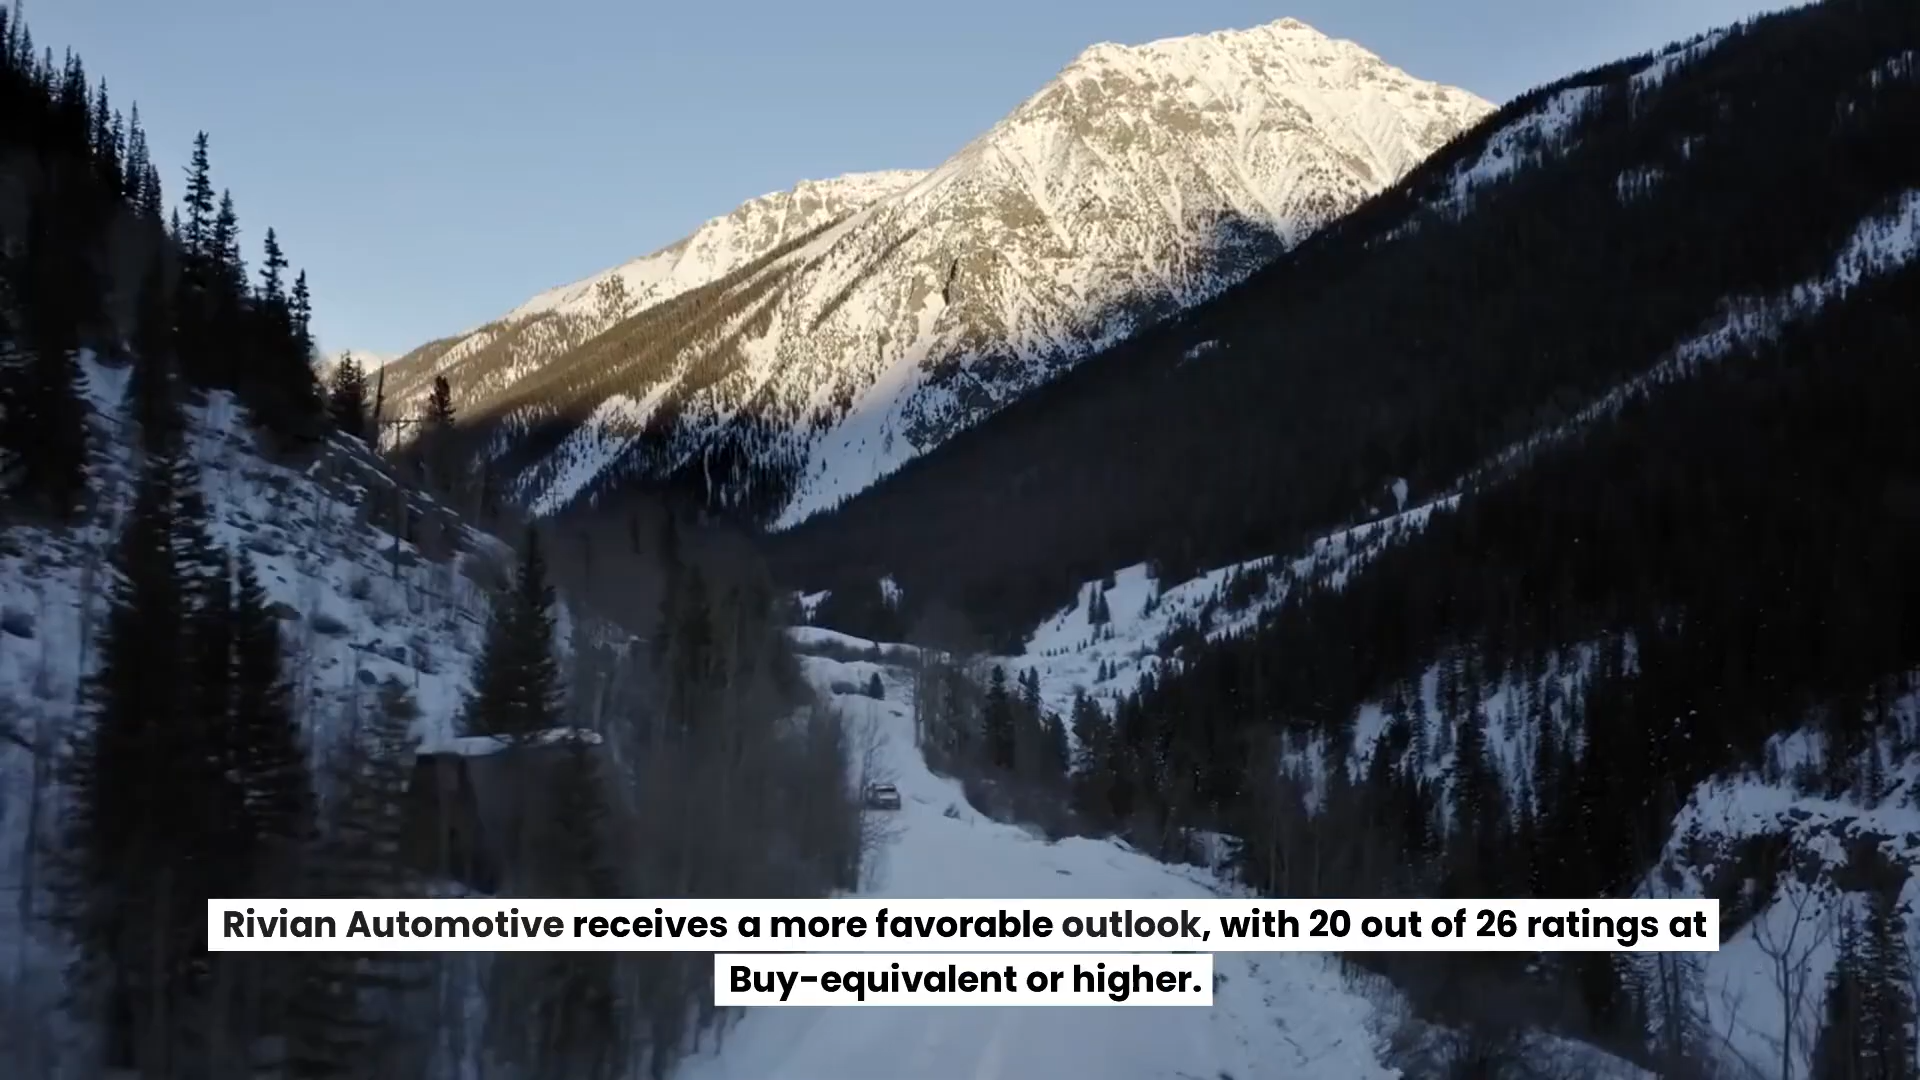 Rivian Automotive receives a more favorable outlook, with 20 out of 26 ratings at
Buy-equivalent or higher.